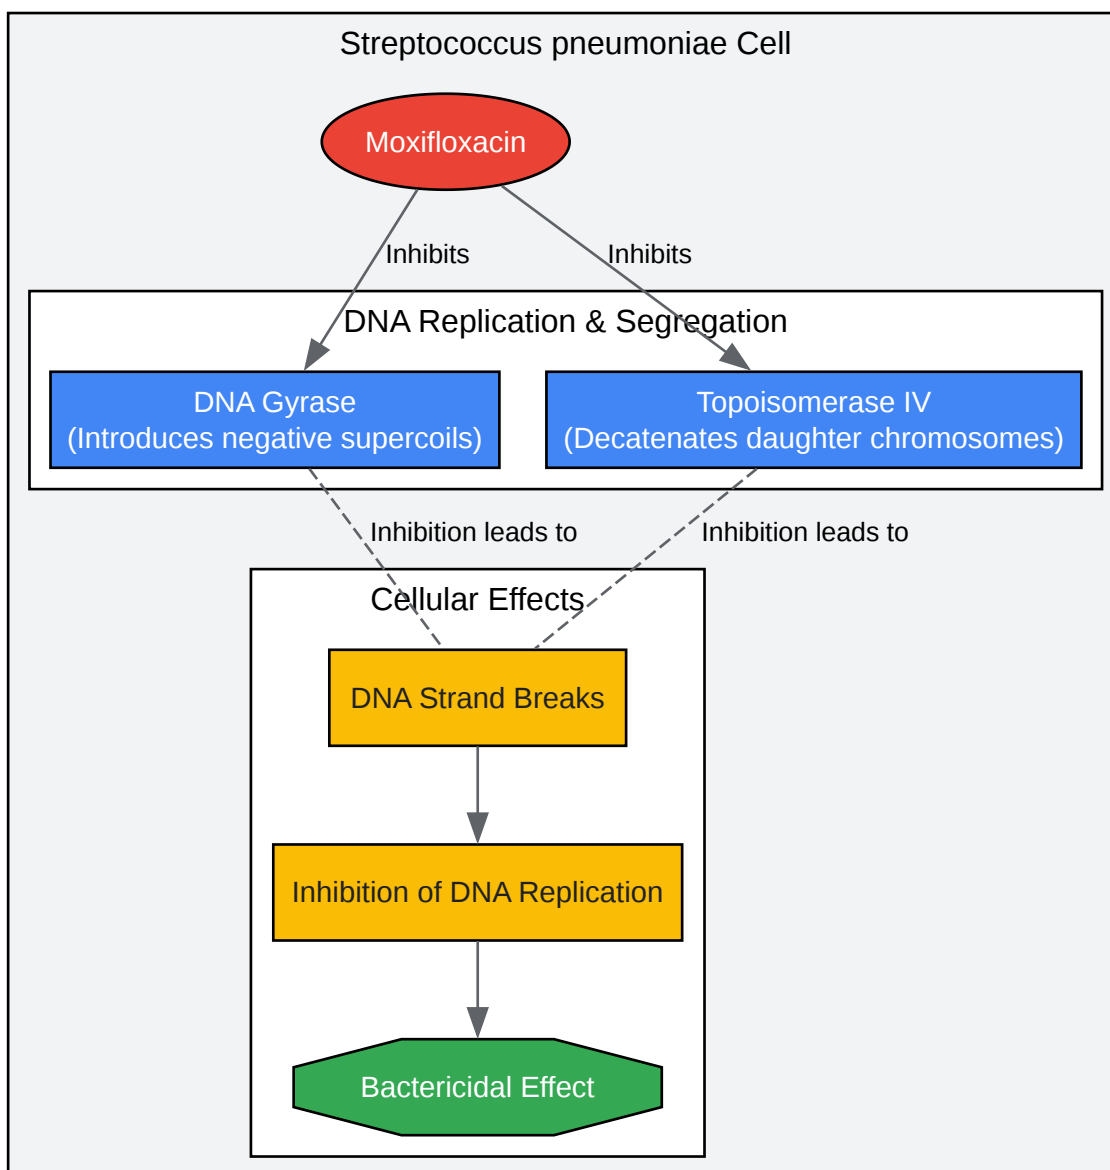 Streptococcus pneumoniae Cell
Moxifloxacin
Inhibits
Inhibits
DNA Replication & Segregation
DNA Gyrase
(Introduces negative supercoils)
Topoisomerase IV
(Decatenates daughter chromosomes)
Inhibition leads to
Inhibition leads to
Cellular Effects
DNA Strand Breaks
Inhibition of DNA Replication
Bactericidal Effect